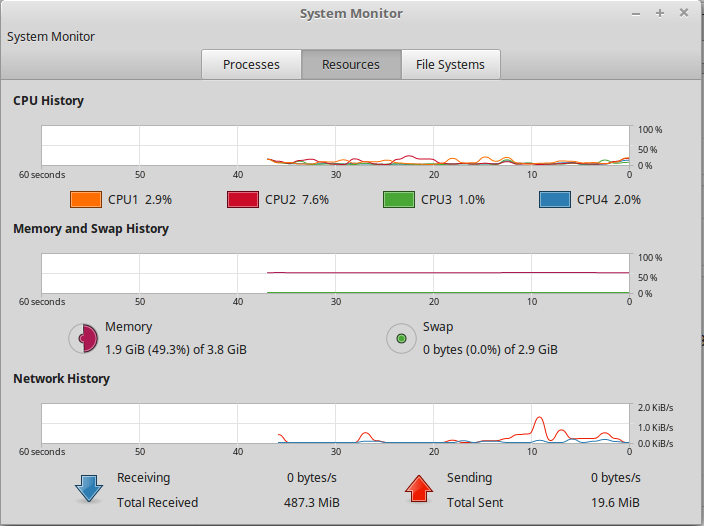 System Monitor
System Monitor
Processes Resources File Systems
CPU History
100 %
50 %
0 %
60 seconds 50 40 30 20 10 0
CPU1 2.9% CPU2 7.6% CPU3 1.0% CPU4 2.0%
Memory and Swap History
100 %
50 %
0 %
60 seconds 50 40 30 20 10 0
Memory Swap
1.9 GiB (49.3%) of 3.8 GiB 0 bytes (0.0%) of 2.9 GiB
Network History
2.0 KiB/s
1.0 KiB/s
0.0 KiB/s
60 seconds 50 40 30 20 10 0
Receiving 0 bytes/s Sending 0 bytes/s
Total Received 487.3 MiB Total Sent 19.6 MiB